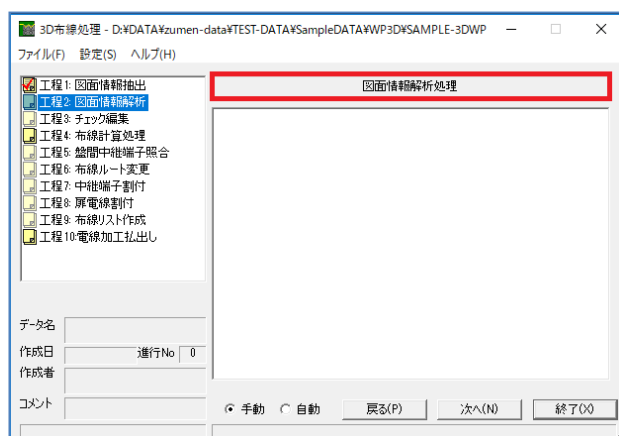 3D布線処理 - D:¥DATA¥zumen-data¥TEST-DATA¥SampleDATA¥WP3D¥SAMPLE-3DWP
ファイル(F) 設定(S) ヘルプ(H)
工程1: 図面情報抽出
工程2: 図面情報解析
工程3: チェック編集
工程4: 布線計算処理
工程5: 盤間中継端子照合
工程6: 布線ルート変更
工程7: 中継端子割付
工程8: 扉電線割付
工程9: 布線リスト作成
工程10:電線加工払出し
図面情報解析処理
データ名
作成日 進行No 0
作成者
コメント
手動 自動 戻る(P) 次へ(N) 終了(X)